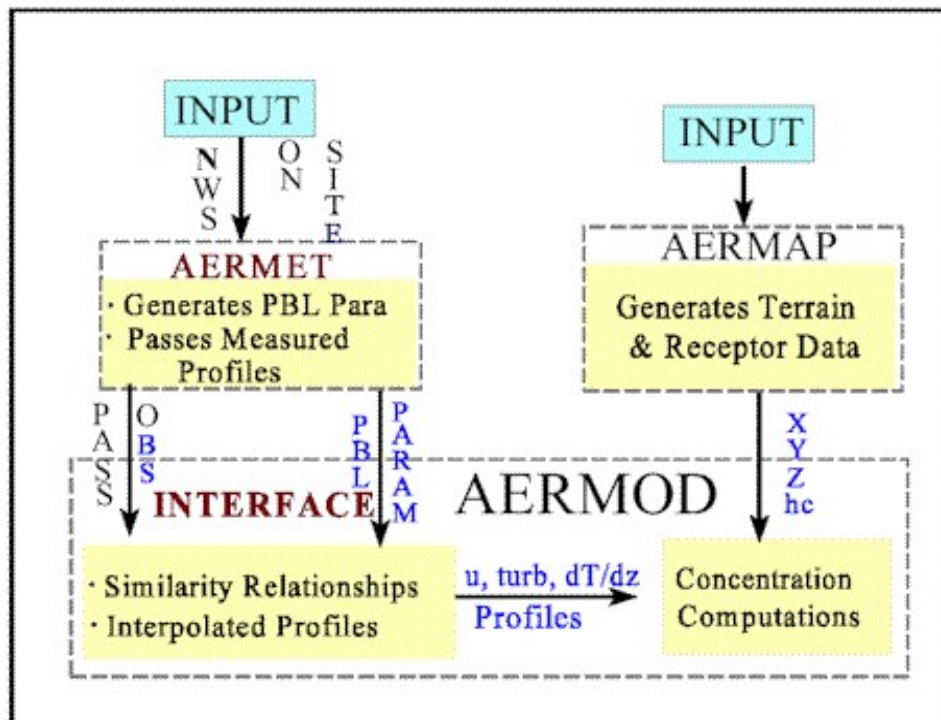 INPUT
NWS
ON
SITE
AERMET
· Generates PBL Para
· Passes Measured
Profiles
INPUT
AERMAP
Generates Terrain
& Receptor Data
PASS
OBS
PBL
PARAM
XYZ
hc
INTERFACE
AERMOD
· Similarity Relationships
· Interpolated Profiles
u, turb, dT/dz
Profiles
Concentration
Computations